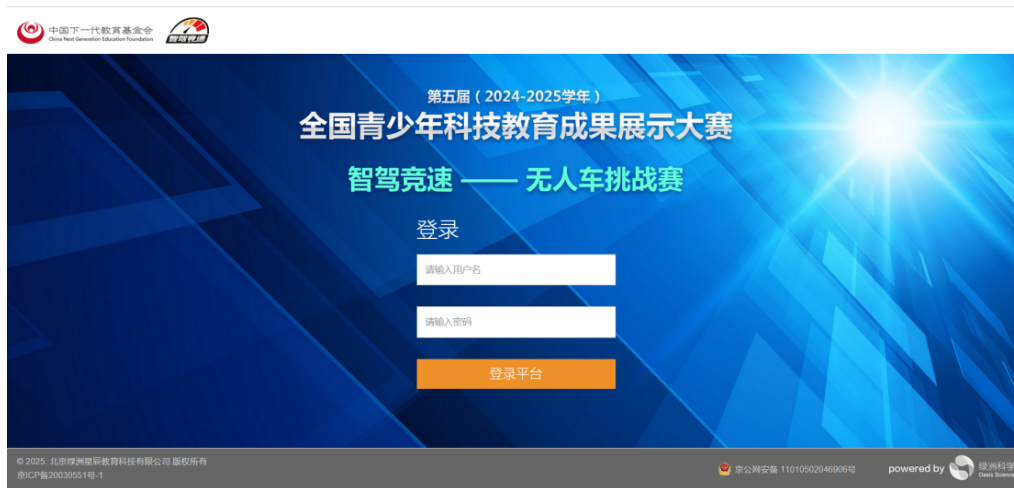 中国下一代教育基金会
China Next Generation Education Foundation
智驾竞速
第五届（2024-2025学年）
全国青少年科技教育成果展示大赛
智驾竞速 —— 无人车挑战赛
登录
请输入用户名
请输入密码
登录平台
© 2025 北京绿洲星辰教育科技有限公司 版权所有
京ICP备20030551号-1
京公网安备 11010502046906号
powered by
绿洲科学
Oasis Science